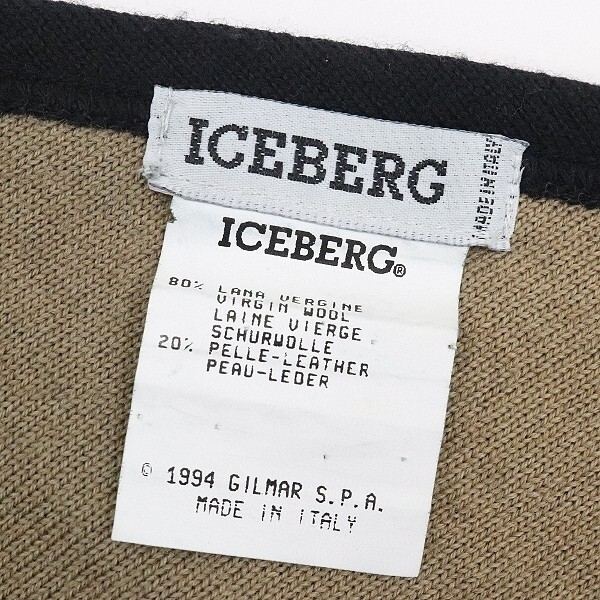 ICEBERG
MADE IN ITALY
ICEBERG®
80% LANA VERGINE
VIRGIN WOOL
LAINE VIERGE
SCHURWOLLE
20% PELLE-LEATHER
PEAU-LEDER
© 1994 GILMAR S.P.A.
MADE IN ITALY